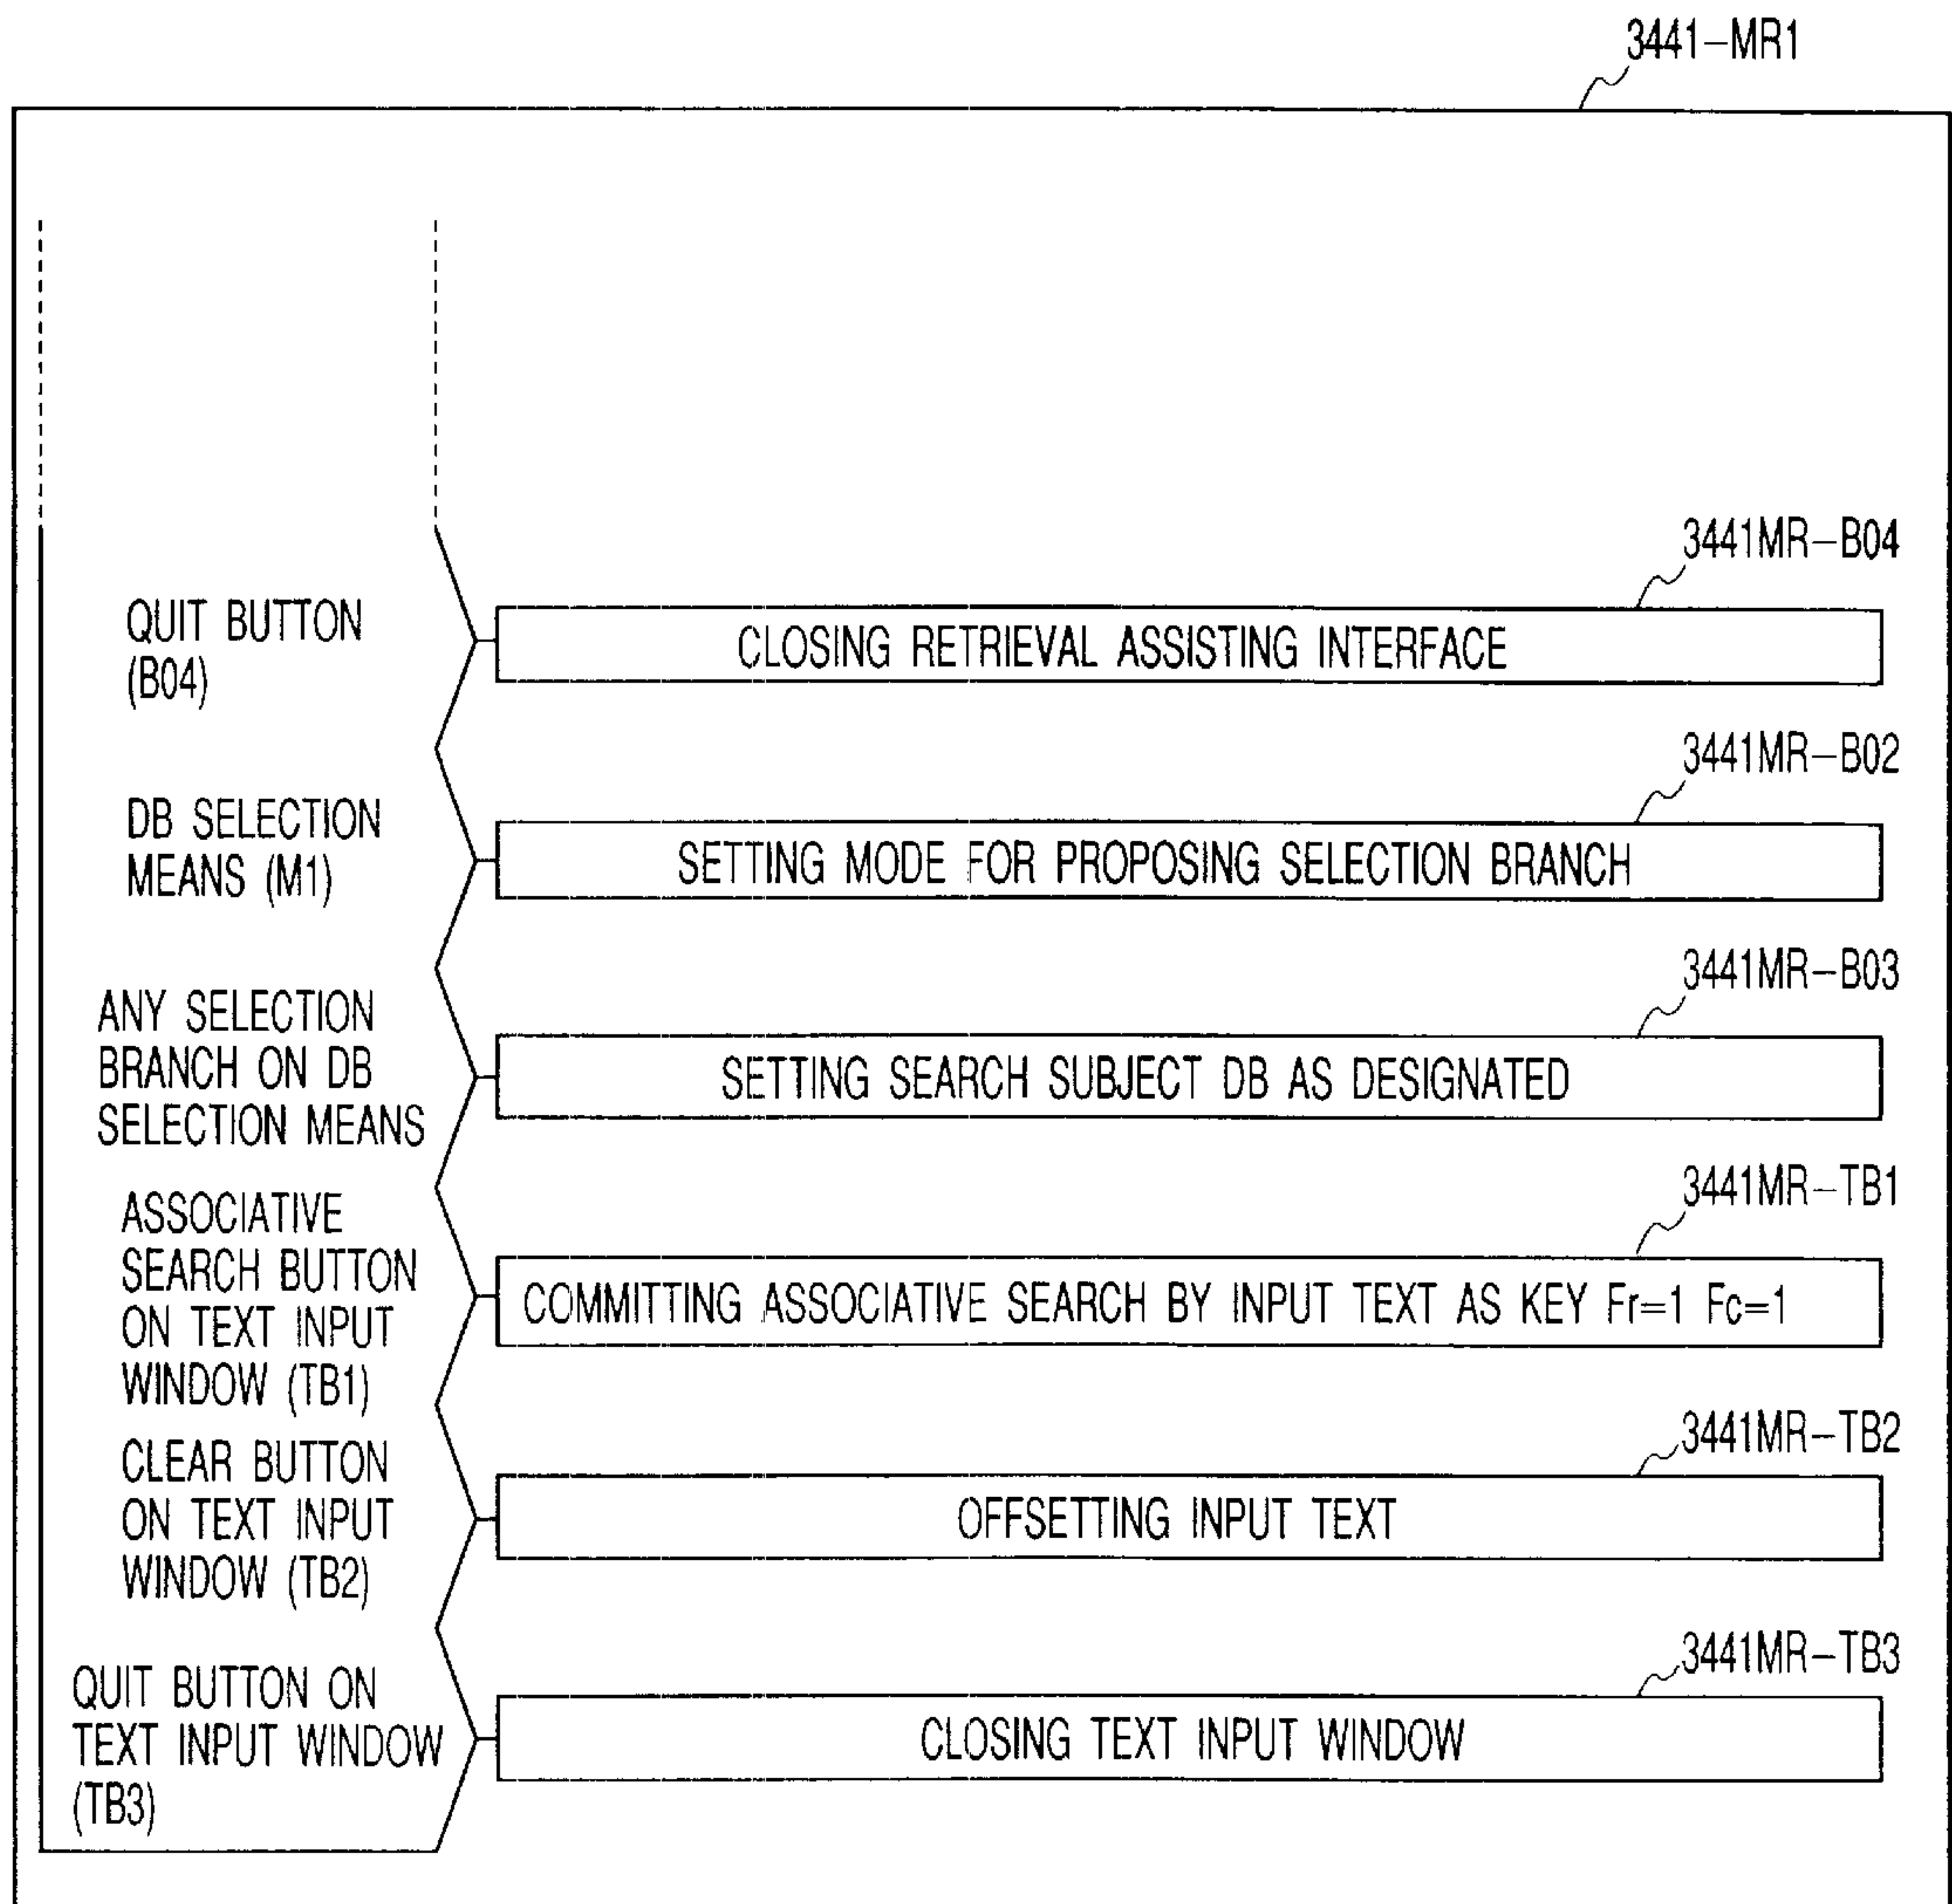 3441-MR1
3441MR-B04
QUIT BUTTON
(B04)
CLOSING RETRIEVAL ASSISTING INTERFACE
3441MR-B02
DB SELECTION
MEANS (M1)
SETTING MODE FOR PROPOSING SELECTION BRANCH
3441MR-B03
ANY SELECTION
BRANCH ON DB
SELECTION MEANS
SETTING SEARCH SUBJECT DB AS DESIGNATED
3441MR-TB1
ASSOCIATIVE
SEARCH BUTTON
ON TEXT INPUT
WINDOW (TB1)
COMMITTING ASSOCIATIVE SEARCH BY INPUT TEXT AS KEY Fr=1 Fc=1
3441MR-TB2
CLEAR BUTTON
ON TEXT INPUT
WINDOW (TB2)
OFFSETTING INPUT TEXT
3441MR-TB3
QUIT BUTTON ON
TEXT INPUT WINDOW
(TB3)
CLOSING TEXT INPUT WINDOW